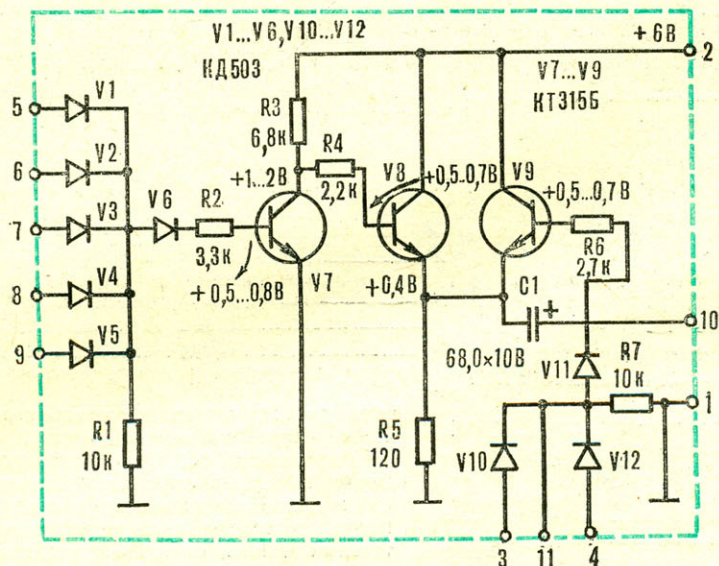 V1...V6,V10...V12
КД503
+6В
2
V7...V9
КТ315Б
V1
5
R3
6,8к
V2
6
R4
2,2к
V8
+0,5...0,7В
V9
+1...2В
+0,5...0,7В
V3
7
V6
R2
3,3к
R6
2,7к
V4
8
V7
+0,5...0,8В
+0,4В
C1
+
10
V5
9
68,0×10В
V11
R7
10к
1
R1
10к
R5
120
V10
V12
3
11
4